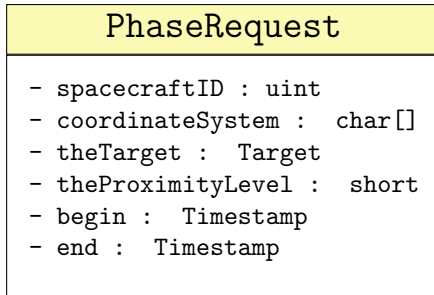 PhaseRequest
- spacecraftID : uint
- coordinateSystem : char[]
- theTarget : Target
- theProximityLevel : short
- begin : Timestamp
- end : Timestamp